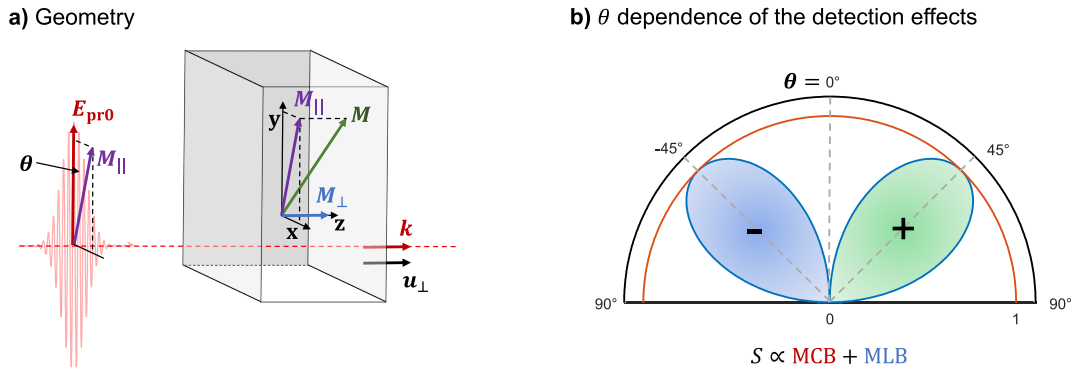 a) Geometry
E_pr0
M_||
θ
M_||
M
y
M_⊥
z
x
k
u_⊥
b) θ dependence of the detection effects
θ = 0°
-45°
45°
-
+
90°
90°
0
1
S ∝ MCB + MLB